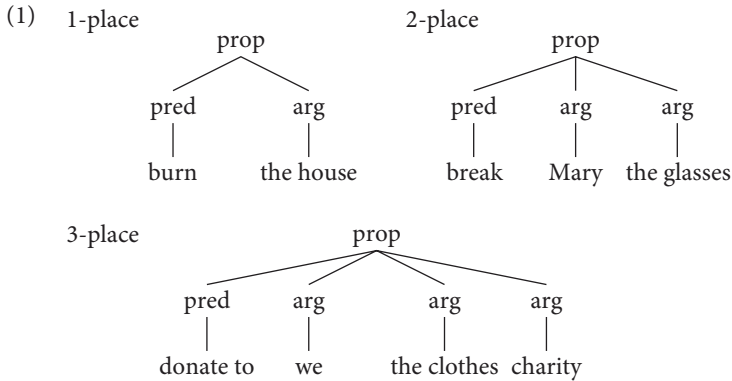 (1) 1-place 2-place
prop prop
pred arg pred arg arg
burn the house break Mary the glasses
3-place prop
pred arg arg arg
donate to we the clothes charity